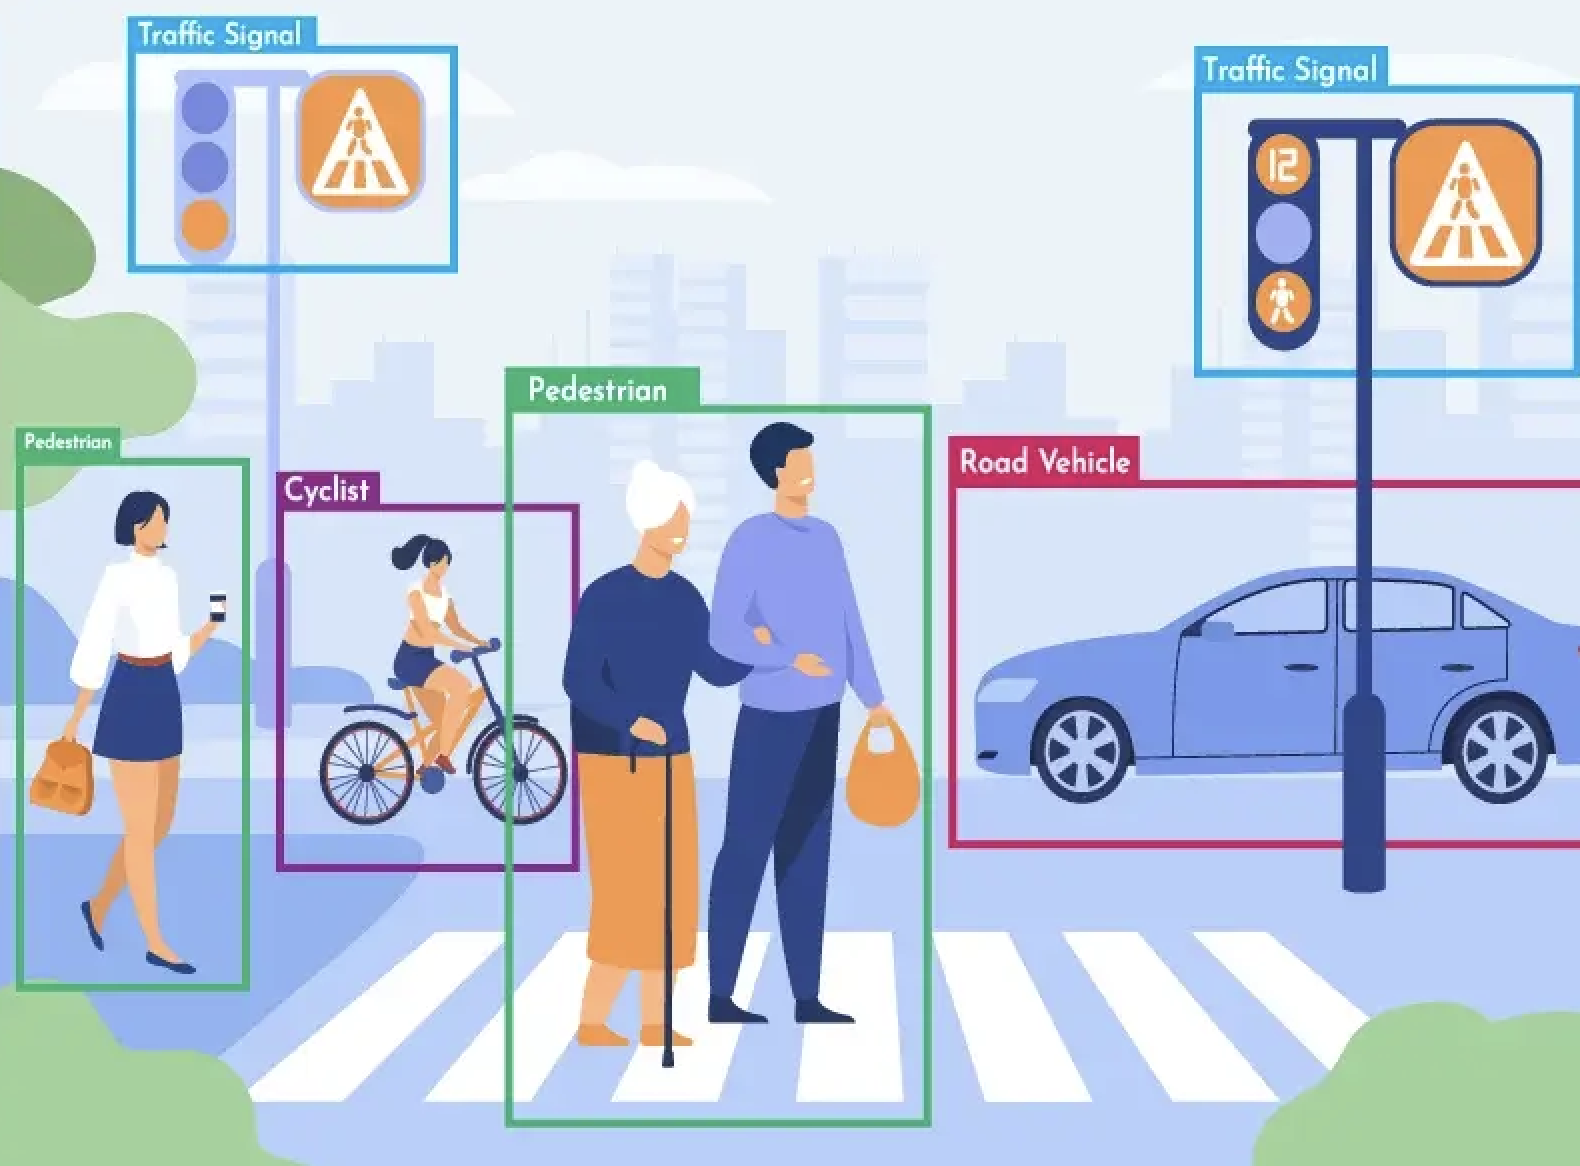 Traffic Signal
Traffic Signal
12
Pedestrian
Pedestrian
Road Vehicle
Cyclist